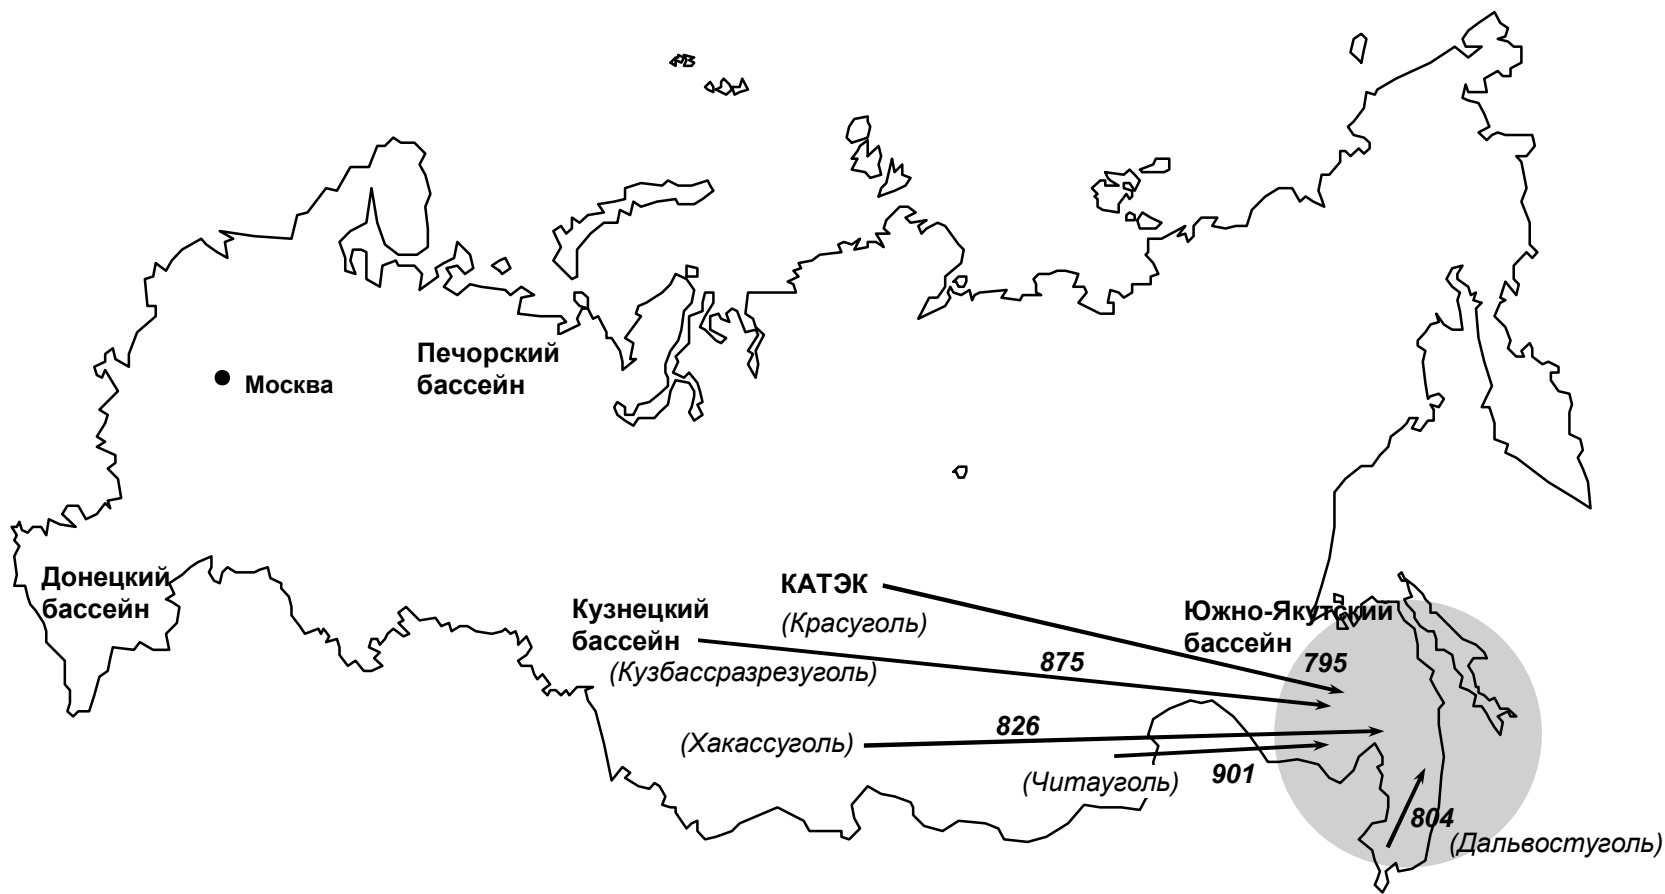 Печорский
бассейн
Москва
Донецкий
бассейн
КАТЭК
(Красуголь)
Кузнецкий
бассейн
(Кузбассразрезуголь)
Южно-Якутский
бассейн
875
795
(Хакассуголь)
826
(Читауголь)
901
804
(Дальвостуголь)